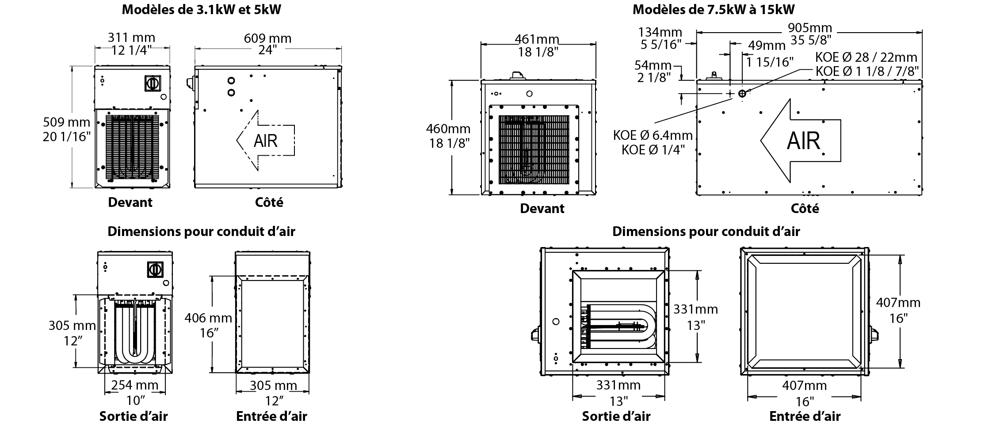 Modèles de 3.1kW et 5kW
311 mm
12 1/4"
609 mm
24"
509 mm
20 1/16"
AIR
Devant
Côté
Dimensions pour conduit d’air
305 mm
12”
254 mm
10”
Sortie d’air
406 mm
16”
305 mm
12”
Entrée d’air
Modèles de 7.5kW à 15kW
461mm
18 1/8"
460mm
18 1/8"
Devant
134mm
5 5/16"
905mm
35 5/8"
49mm
1 15/16"
54mm
2 1/8"
KOE Ø 28 / 22mm
KOE Ø 1 1/8 / 7/8"
KOE Ø 6.4mm
KOE Ø 1/4"
AIR
Côté
Dimensions pour conduit d’air
331mm
13"
331mm
13"
Sortie d’air
407mm
16"
407mm
16"
Entrée d’air